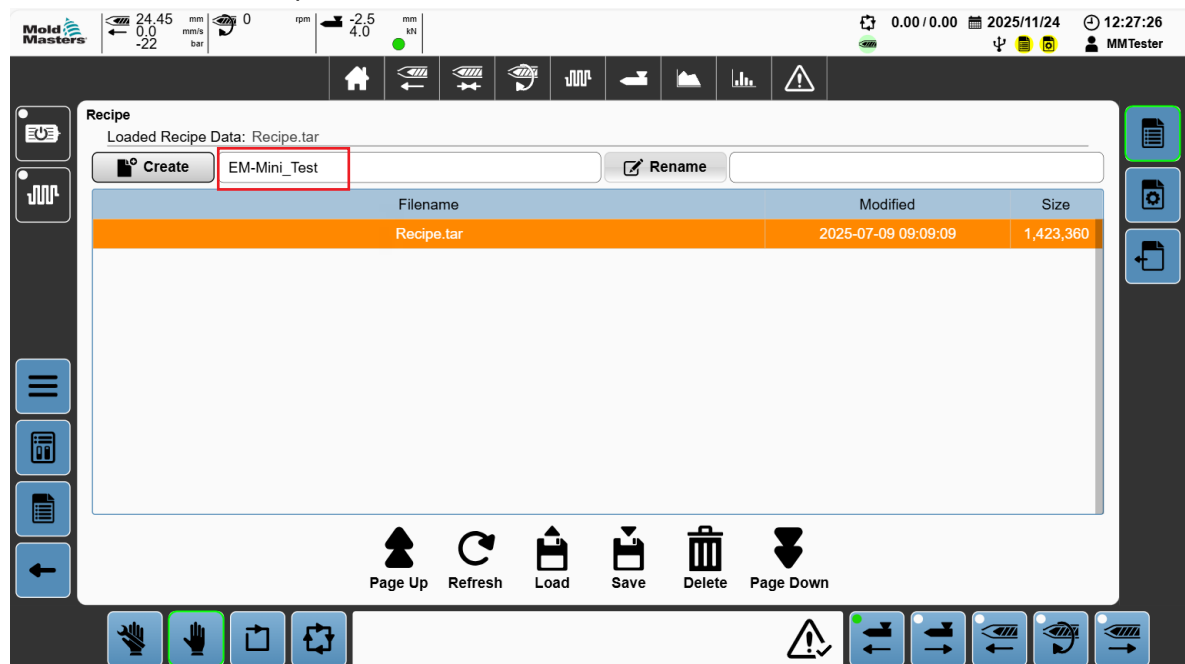 Mold Masters
24.45 mm
0.0 mm/s
-22 bar
0 rpm
-2.5 mm
4.0 kN
0.00 / 0.00
2025/11/24
12:27:26
MMTester
Recipe
Loaded Recipe Data: Recipe.tar
Create
EM-Mini_Test
Rename
Filename Modified Size
Recipe.tar 2025-07-09 09:09:09 1,423,360
Page Up Refresh Load Save Delete Page Down